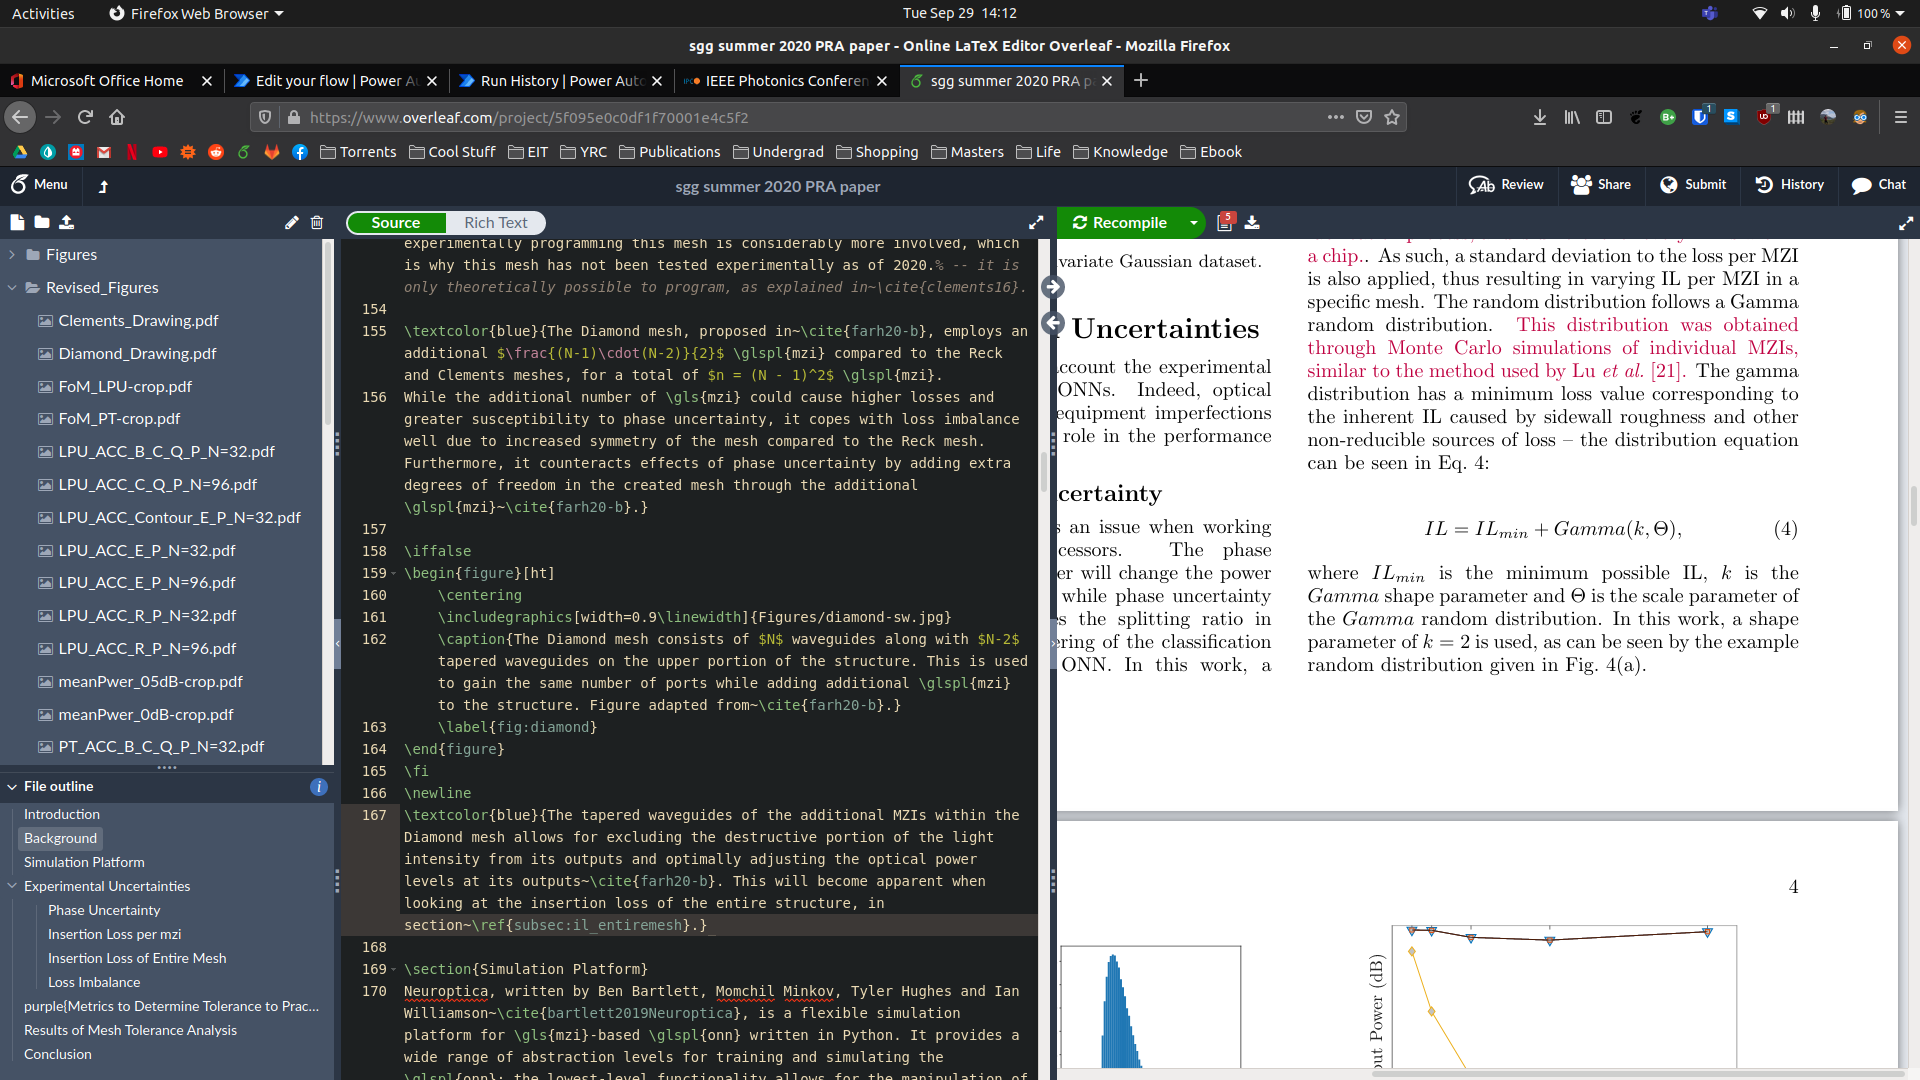 Activities
Firefox Web Browser
Tue Sep 29 14:12
100 %
sgg summer 2020 PRA paper - Online LaTeX Editor Overleaf - Mozilla Firefox
Microsoft Office Home
Edit your flow | Power Au
Run History | Power Auto
IEEE Photonics Conferen
sgg summer 2020 PRA p
https://www.overleaf.com/project/5f095e0c0df1f70001e4c5f2
Torrents
Cool Stuff
EIT
YRC
Publications
Undergrad
Shopping
Masters
Life
Knowledge
Ebook
Menu
sgg summer 2020 PRA paper
Review
Share
Submit
History
Chat
Source
Rich Text
Recompile
5
Figures
Revised_Figures
Clements_Drawing.pdf
Diamond_Drawing.pdf
FoM_LPU-crop.pdf
FoM_PT-crop.pdf
LPU_ACC_B_C_Q_P_N=32.pdf
LPU_ACC_C_Q_P_N=96.pdf
LPU_ACC_Contour_E_P_N=32.pdf
LPU_ACC_E_P_N=32.pdf
LPU_ACC_E_P_N=96.pdf
LPU_ACC_R_P_N=32.pdf
LPU_ACC_R_P_N=96.pdf
meanPwer_05dB-crop.pdf
meanPwer_0dB-crop.pdf
PT_ACC_B_C_Q_P_N=32.pdf
File outline
Introduction
Background
Simulation Platform
Experimental Uncertainties
Phase Uncertainty
Insertion Loss per mzi
Insertion Loss of Entire Mesh
Loss Imbalance
purple{Metrics to Determine Tolerance to Prac...
Results of Mesh Tolerance Analysis
Conclusion
experimentally programming this mesh is considerably more involved, which
is why this mesh has not been tested experimentally as of 2020.% -- it is
only theoretically possible to program, as explained in~\cite{clements16}.
154
155 \textcolor{blue}{The Diamond mesh, proposed in~\cite{farh20-b}, employs an
additional $\frac{(N-1)\cdot(N-2)}{2}$ \glspl{mzi} compared to the Reck
and Clements meshes, for a total of $n = (N - 1)^2$ \glspl{mzi}.
156 While the additional number of \gls{mzi} could cause higher losses and
greater susceptibility to phase uncertainty, it copes with loss imbalance
well due to increased symmetry of the mesh compared to the Reck mesh.
Furthermore, it counteracts effects of phase uncertainty by adding extra
degrees of freedom in the created mesh through the additional
\glspl{mzi}~\cite{farh20-b}.}
157
158 \iffalse
159 \begin{figure}[ht]
160 \centering
161 \includegraphics[width=0.9\linewidth]{Figures/diamond-sw.jpg}
162 \caption{The Diamond mesh consists of $N$ waveguides along with $N-2$
tapered waveguides on the upper portion of the structure. This is used
to gain the same number of ports while adding additional \glspl{mzi}
to the structure. Figure adapted from~\cite{farh20-b}.}
163 \label{fig:diamond}
164 \end{figure}
165 \fi
166 \newline
167 \textcolor{blue}{The tapered waveguides of the additional MZIs within the
Diamond mesh allows for excluding the destructive portion of the light
intensity from its outputs and optimally adjusting the optical power
levels at its outputs~\cite{farh20-b}. This will become apparent when
looking at the insertion loss of the entire structure, in
section~\ref{subsec:il_entiremesh}.}
168
169 \section{Simulation Platform}
170 Neuroptica, written by Ben Bartlett, Momchil Minkov, Tyler Hughes and Ian
Williamson~\cite{bartlett2019Neuroptica}, is a flexible simulation
platform for \gls{mzi}-based \glspl{onn} written in Python. It provides a
wide range of abstraction levels for training and simulating the
\glspl{onn}; the lowest-level functionality allows for the manipulation of
variate Gaussian dataset.
Uncertainties
ccount the experimental
ONNs. Indeed, optical
equipment imperfections
role in the performance
certainty
s an issue when working
cessors. The phase
er will change the power
while phase uncertainty
s the splitting ratio in
ring of the classification
ONN. In this work, a
a chip.. As such, a standard deviation to the loss per MZI
is also applied, thus resulting in varying IL per MZI in a
specific mesh. The random distribution follows a Gamma
random distribution. This distribution was obtained
through Monte Carlo simulations of individual MZIs,
similar to the method used by Lu et al. [21]. The gamma
distribution has a minimum loss value corresponding to
the inherent IL caused by sidewall roughness and other
non-reducible sources of loss – the distribution equation
can be seen in Eq. 4:
IL = ILmin + Gamma(k, Θ), (4)
where ILmin is the minimum possible IL, k is the
Gamma shape parameter and Θ is the scale parameter of
the Gamma random distribution. In this work, a shape
parameter of k = 2 is used, as can be seen by the example
random distribution given in Fig. 4(a).
4
out Power (dB)